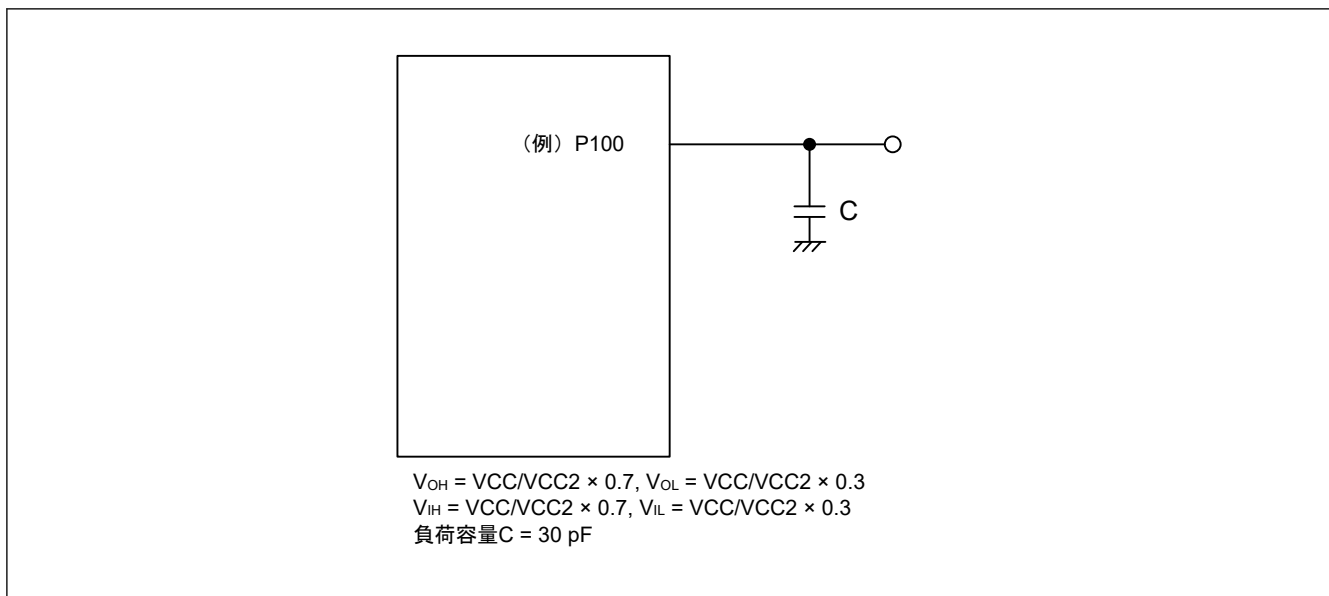 （例）P100
C
VOH = VCC/VCC2 × 0.7, VOL = VCC/VCC2 × 0.3
VIH = VCC/VCC2 × 0.7, VIL = VCC/VCC2 × 0.3
負荷容量C = 30 pF